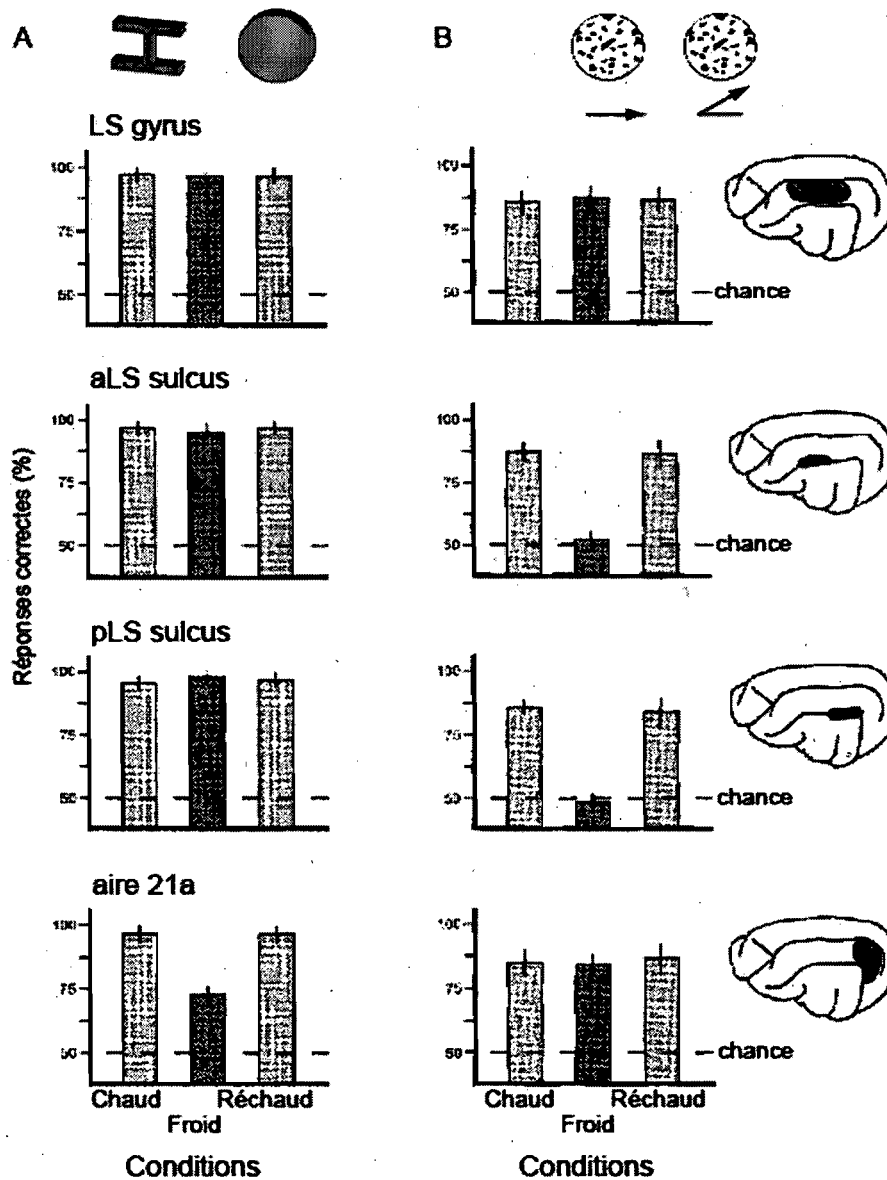 A
B
LS gyrus
100
75
50
100
75
50
chance
aLS sulcus
100
75
50
100
75
50
chance
pLS sulcus
100
75
50
100
75
50
chance
aire 21a
100
75
50
100
75
50
chance
Réponses correctes (%)
Chaud Réchaud
Froid
Chaud Réchaud
Froid
Conditions
Conditions